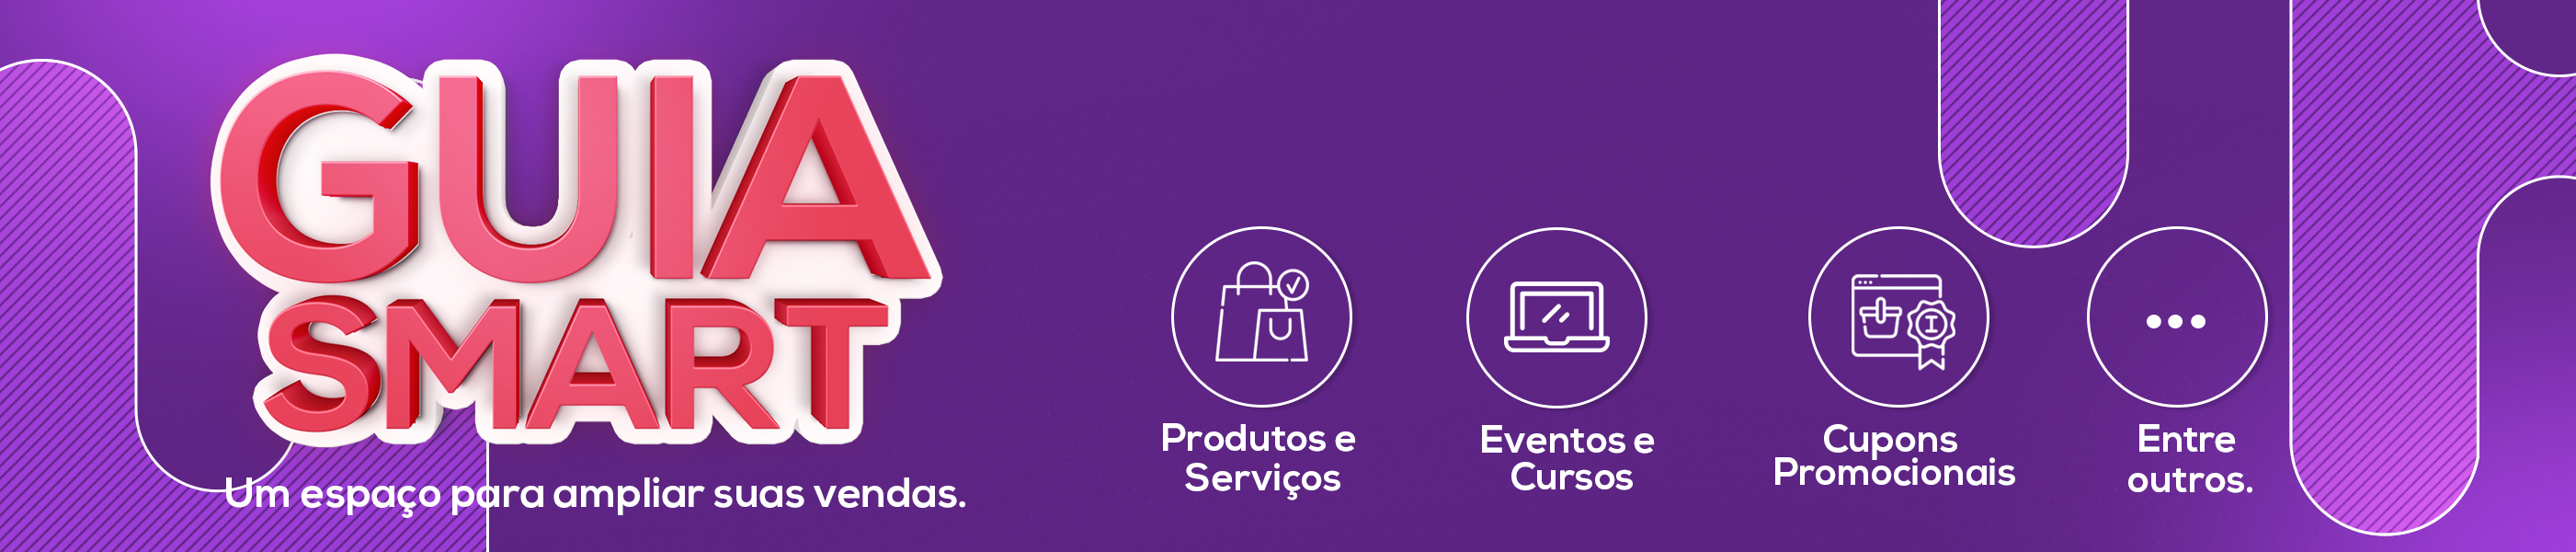 GUIA
SMART
Um espaço para ampliar suas vendas.
Produtos e
Serviços
Eventos e
Cursos
Cupons
Promocionais
Entre
outros.